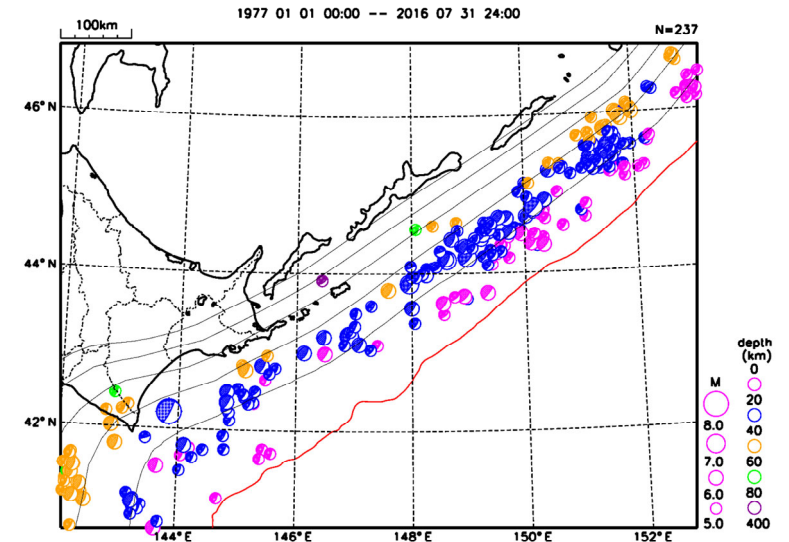 1977 01 01 00:00 -- 2016 07 31 24:00
100km
N=237
46° N
44° N
42° N
144° E
146° E
148° E
150° E
152° E
M
8.0
7.0
6.0
5.0
depth
(km)
0
20
40
60
80
400